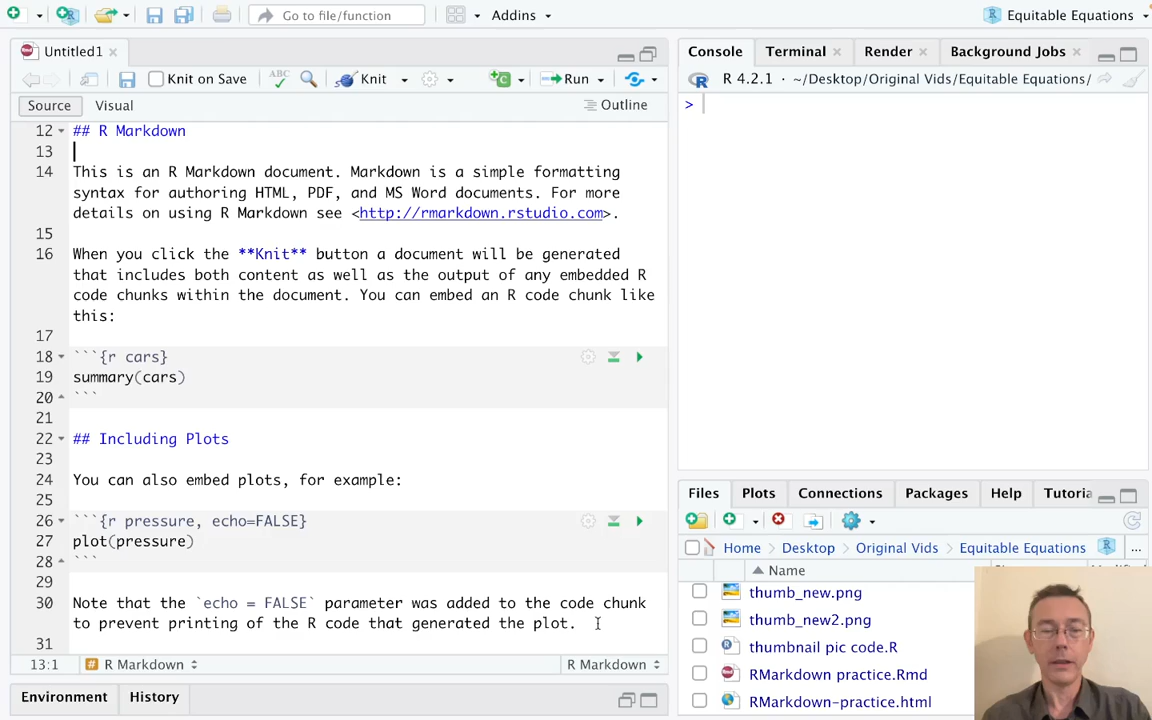 Go to file/function
Addins
Equitable Equations
Untitled1
Knit on Save
ABC
Knit
Run
Source
Visual
Outline
12
## R Markdown
13
14
This is an R Markdown document. Markdown is a simple formatting
syntax for authoring HTML, PDF, and MS Word documents. For more
details on using R Markdown see <http://rmarkdown.rstudio.com>.
15
16
When you click the **Knit** button a document will be generated
that includes both content as well as the output of any embedded R
code chunks within the document. You can embed an R code chunk like
this:
17
18
```{r cars}
19
summary(cars)
20
```
21
22
## Including Plots
23
24
You can also embed plots, for example:
25
26
```{r pressure, echo=FALSE}
27
plot(pressure)
28
```
29
30
Note that the `echo = FALSE` parameter was added to the code chunk
to prevent printing of the R code that generated the plot.
31
13:1
# R Markdown
R Markdown
Environment
History
Console
Terminal
Render
Background Jobs
R 4.2.1 · ~/Desktop/Original Vids/Equitable Equations/
>
Files
Plots
Connections
Packages
Help
Tutoria
Home
Desktop
Original Vids
Equitable Equations
...
Name
thumb_new.png
thumb_new2.png
thumbnail pic code.R
RMarkdown practice.Rmd
RMarkdown-practice.html